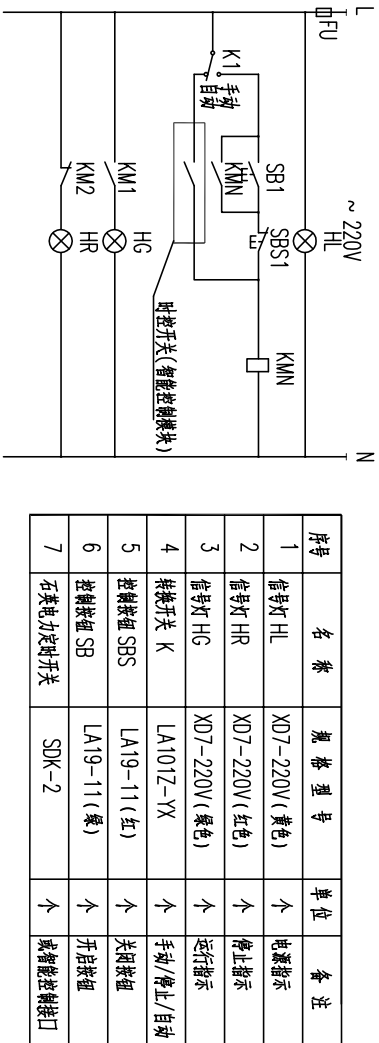 L
FU
~ 220V
N
HL
SB1
SBS1
KMN
KMN
K1
手动
自动
时控开关(智能控制模块)
KM1
HG
KM2
HR
序号 名 称 规 格 型 号 单 位 备 注
1 信号灯 HL XD7-220V(黄色) 个 电源指示
2 信号灯 HR XD7-220V(红色) 个 停止指示
3 信号灯 HG XD7-220V(绿色) 个 运行指示
4 转换开关 K LA101Z-YX 个 手动/停止/自动
5 控制按钮 SBS LA19-11(红) 个 关闭按钮
6 控制按钮 SB LA19-11(绿) 个 开启按钮
7 石英电力定时开关 SDK-2 个 或智能控制接口